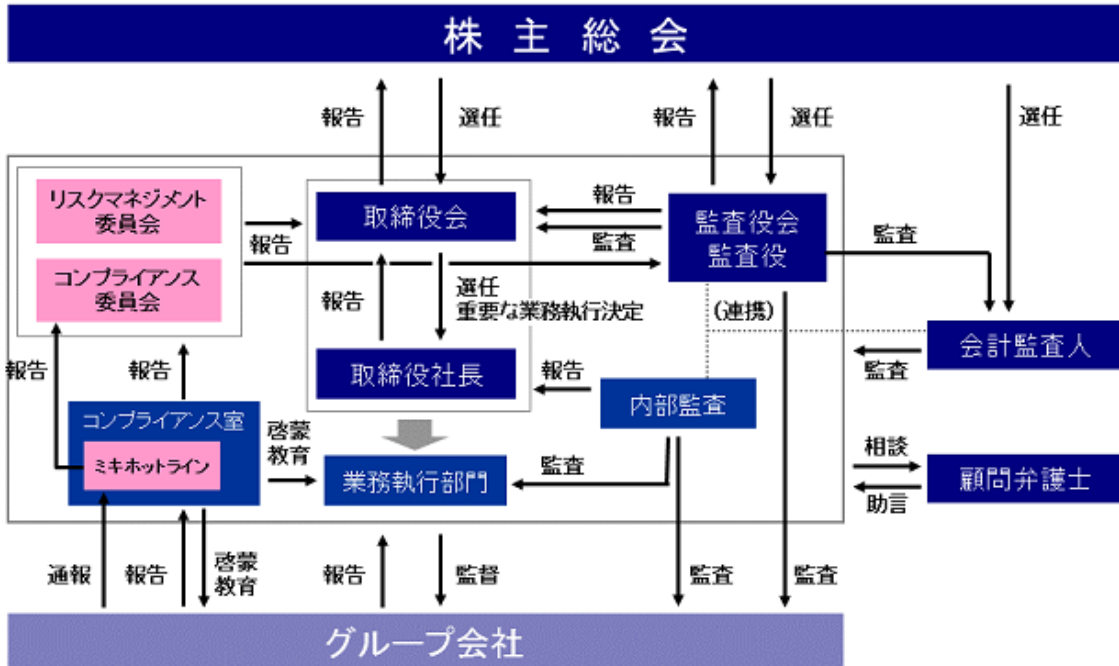 株主総会
報告
選任
報告
選任
選任
リスクマネジメント
委員会
コンプライアンス
委員会
報告
取締役会
報告
監査
監査役会
監査役
監査
報告
選任
重要な業務執行決定
(連携)
会計監査人
監査
報告
報告
取締役社長
報告
内部監査
コンプライアンス室
ミキホットライン
啓蒙
教育
業務執行部門
監査
相談
助言
顧問弁護士
通報
報告
啓蒙
教育
報告
監督
監査
監査
グループ会社